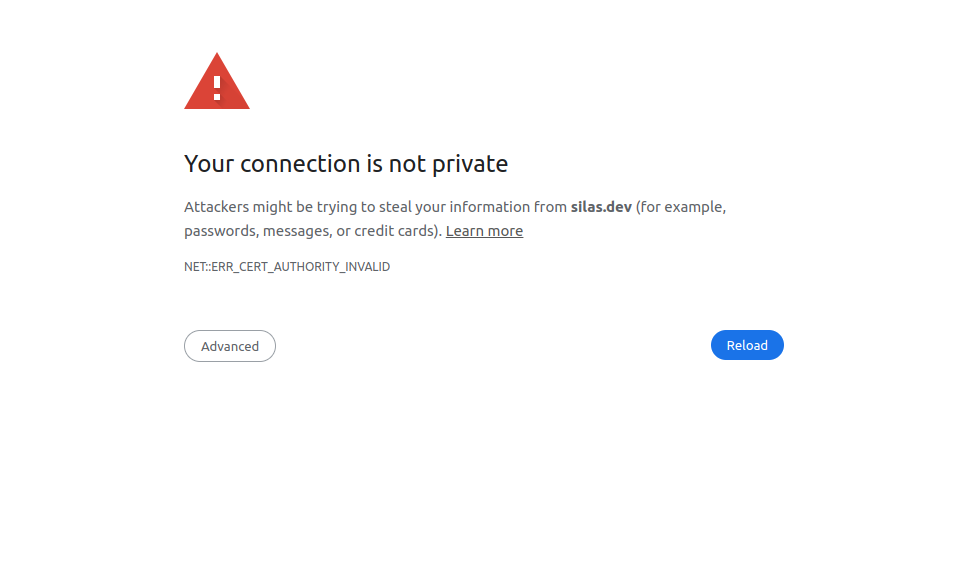 Your connection is not private
Attackers might be trying to steal your information from silas.dev (for example,
passwords, messages, or credit cards). Learn more
NET::ERR_CERT_AUTHORITY_INVALID
Advanced
Reload